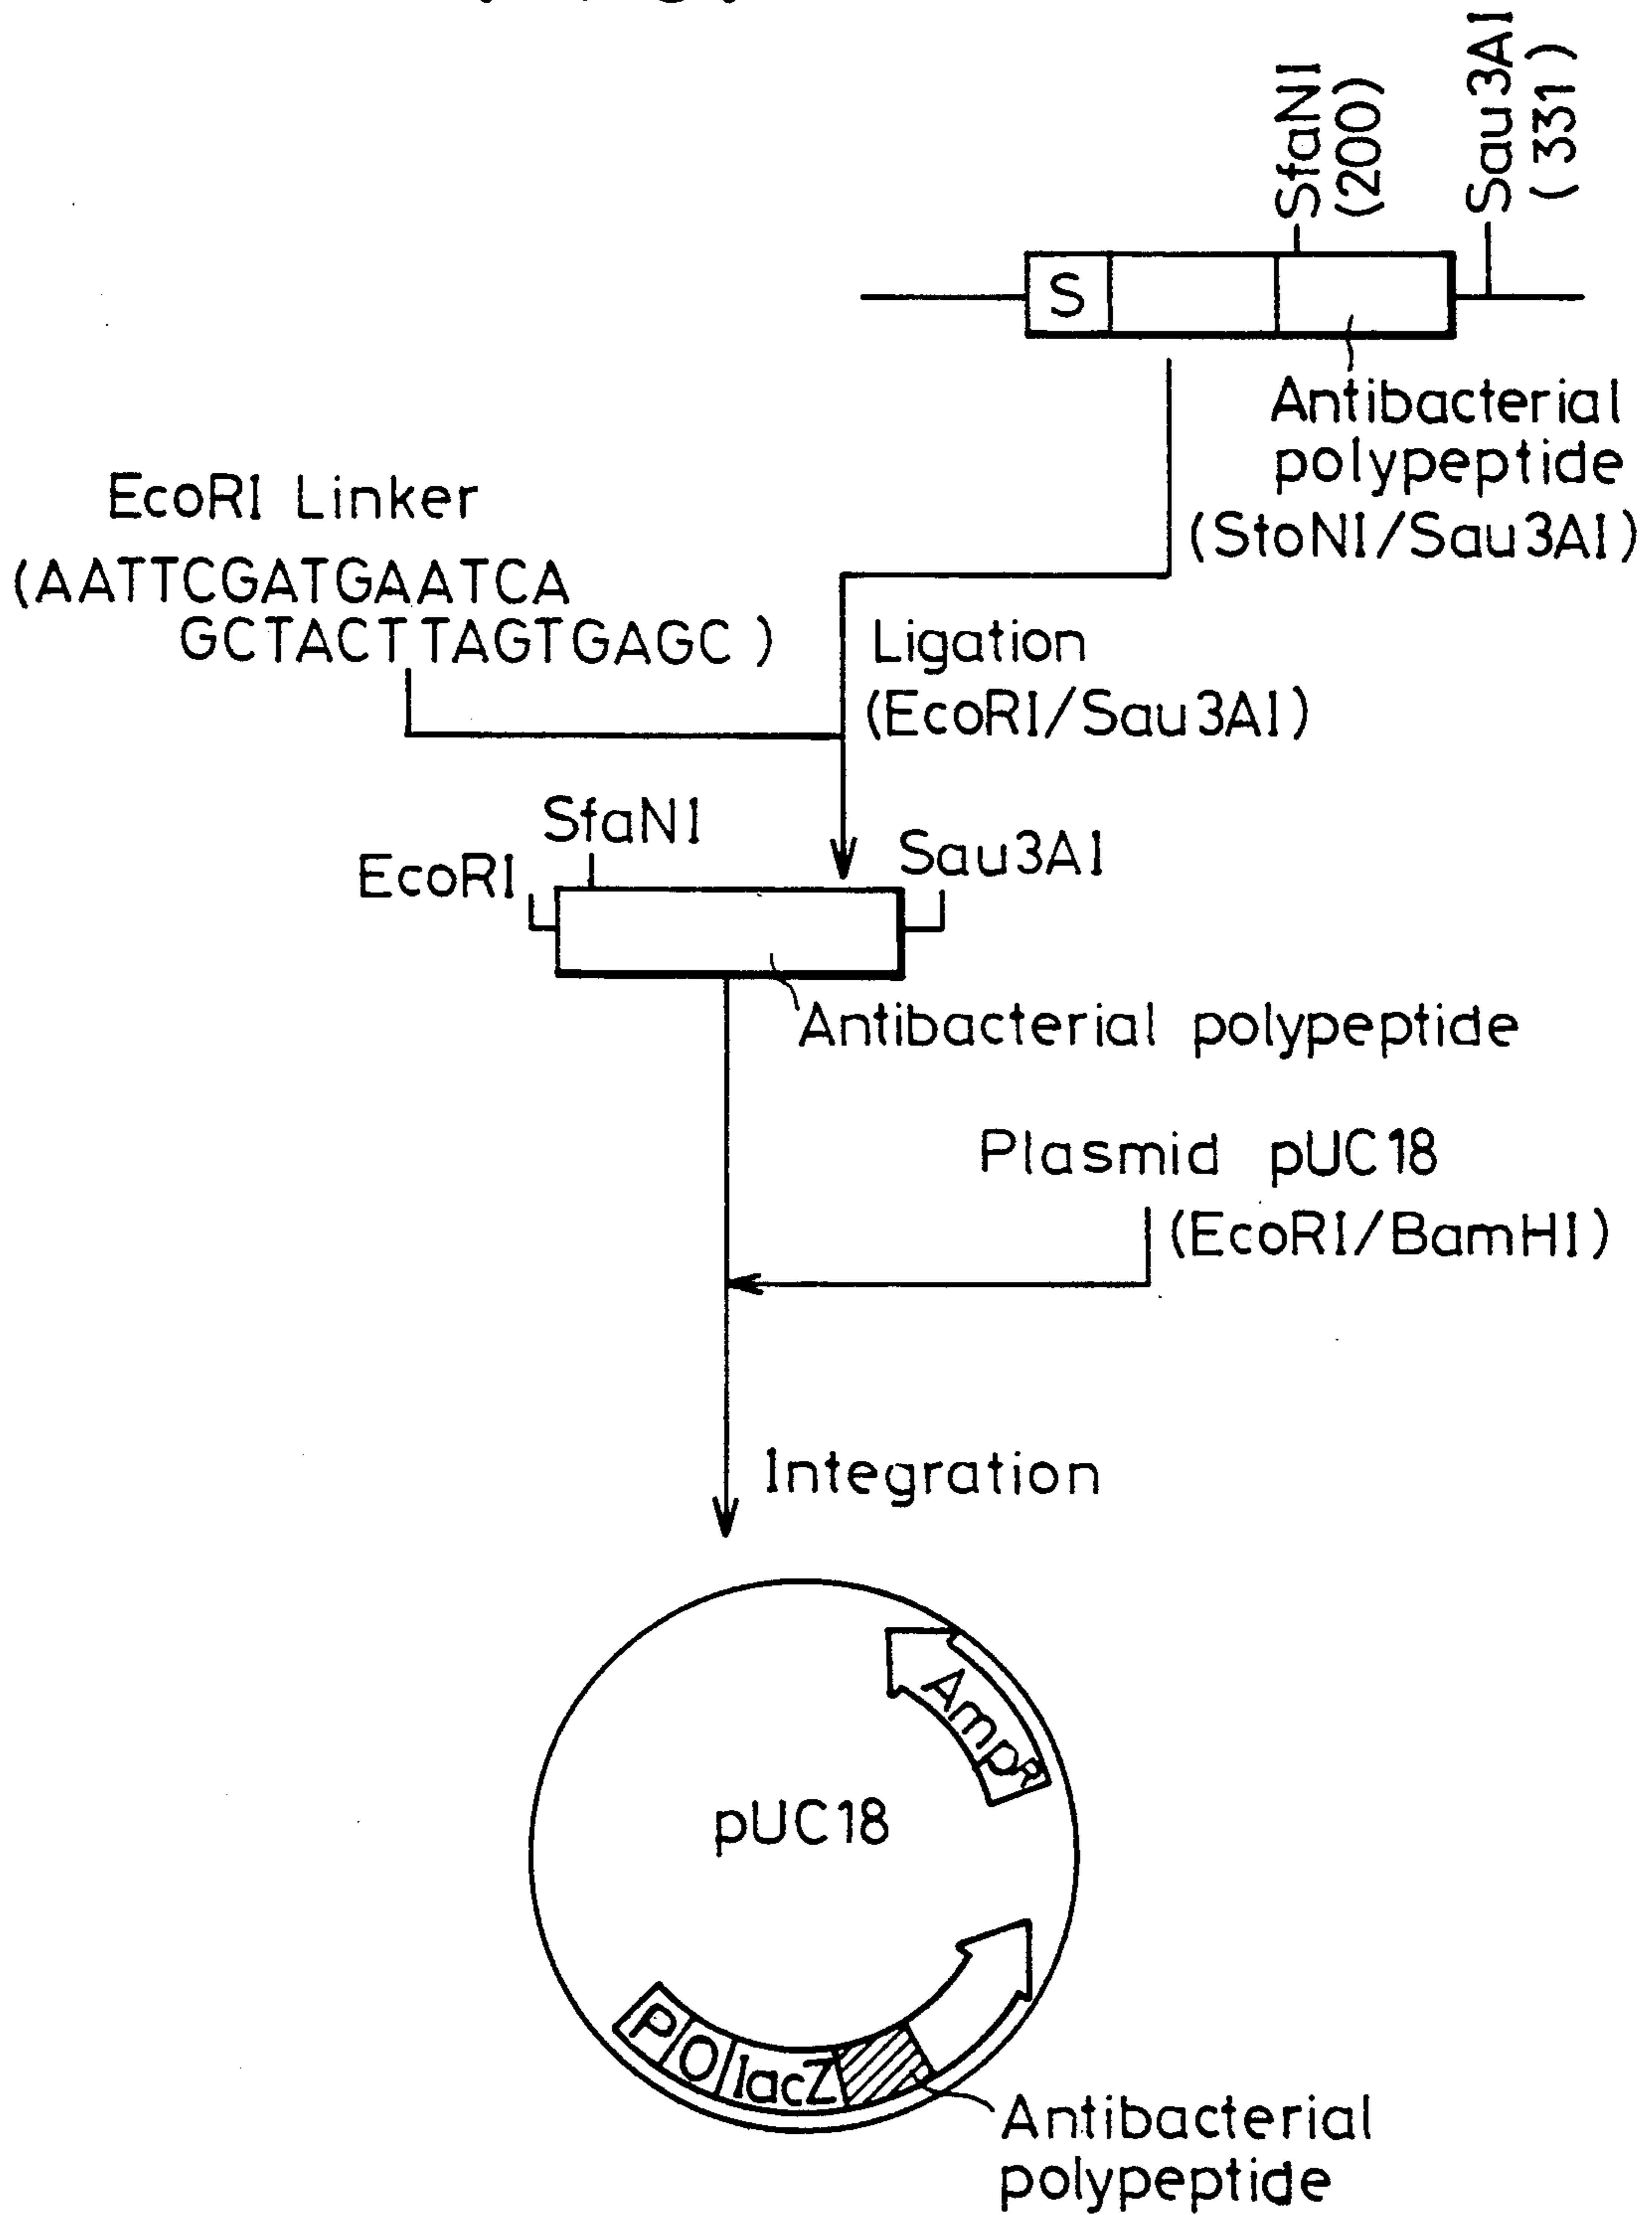 SfaNI
(200)
Sau3AI
(331)
S
Antibacterial
polypeptide
(StoNI/Sau3AI)
EcoRI Linker
(AATTCGATGAATCA
GCTACTTAGTGAGC)
Ligation
(EcoRI/Sau3AI)
SfaNI
EcoRI
Sau3AI
Antibacterial polypeptide
Plasmid pUC18
(EcoRI/BamHI)
Integration
AmpR
pUC18
P O lacZ
Antibacterial
polypeptide